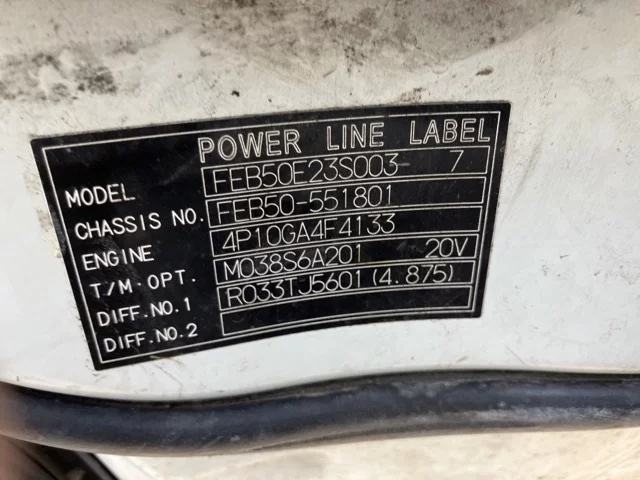 POWER LINE LABEL
MODEL FEB50E23S003- 7
CHASSIS NO. FEB50-551801
ENGINE 4P10GA4F4133
T/M·OPT. M038S6A201 20V
DIFF.NO.1 R033TJ5601(4.875)
DIFF.NO.2